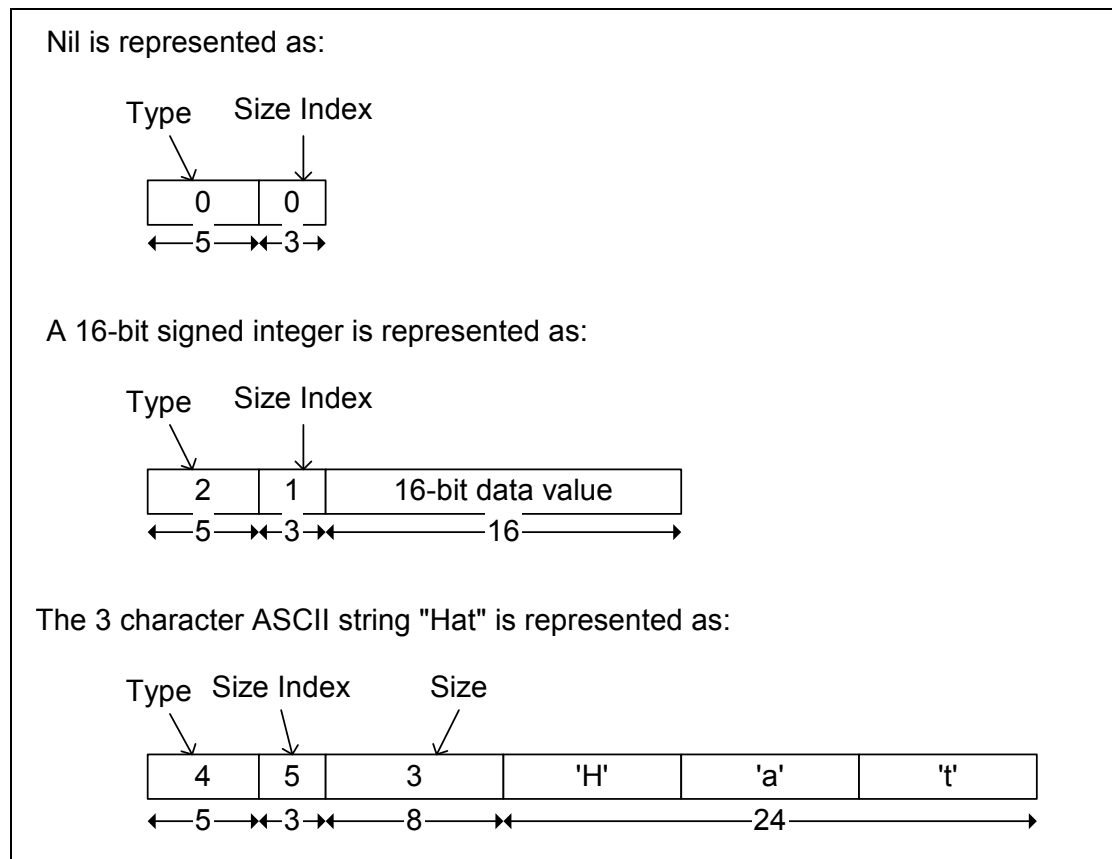 Nil is represented as:
Type Size Index
0 0
5 3
A 16-bit signed integer is represented as:
Type Size Index
2 1 16-bit data value
5 3 16
The 3 character ASCII string "Hat" is represented as:
Type Size Index Size
4 5 3 'H' 'a' 't'
5 3 8 24